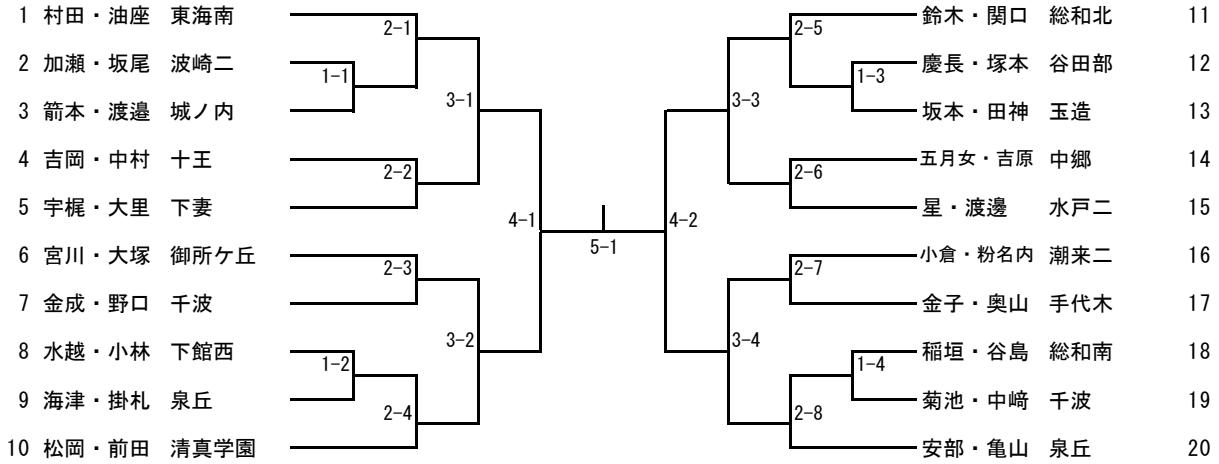 1 村田・油座 東海南 鈴木・関口 総和北 11
2-1 2-5
2 加瀬・坂尾 波崎二 慶長・塚本 谷田部 12
1-1 1-3
3 箭本・渡邉 城ノ内 3-1 3-3 坂本・田神 玉造 13
4 吉岡・中村 十王 五月女・吉原 中郷 14
2-2 2-6
5 宇梶・大里 下妻 星・渡邊 水戸二 15
4-1 4-2
5-1
6 宮川・大塚 御所ケ丘 小倉・粉名内 潮来二 16
2-3 2-7
7 金成・野口 千波 金子・奥山 手代木 17
3-2 3-4
8 水越・小林 下館西 稲垣・谷島 総和南 18
1-2 1-4
9 海津・掛札 泉丘 菊池・中﨑 千波 19
2-4 2-8
10 松岡・前田 清真学園 安部・亀山 泉丘 20